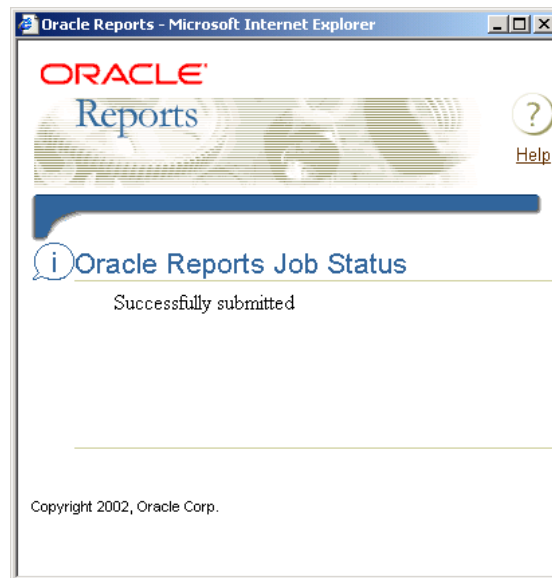 Oracle Reports - Microsoft Internet Explorer
ORACLE
Reports
?
Help
i
Oracle Reports Job Status
Successfully submitted
Copyright 2002, Oracle Corp.